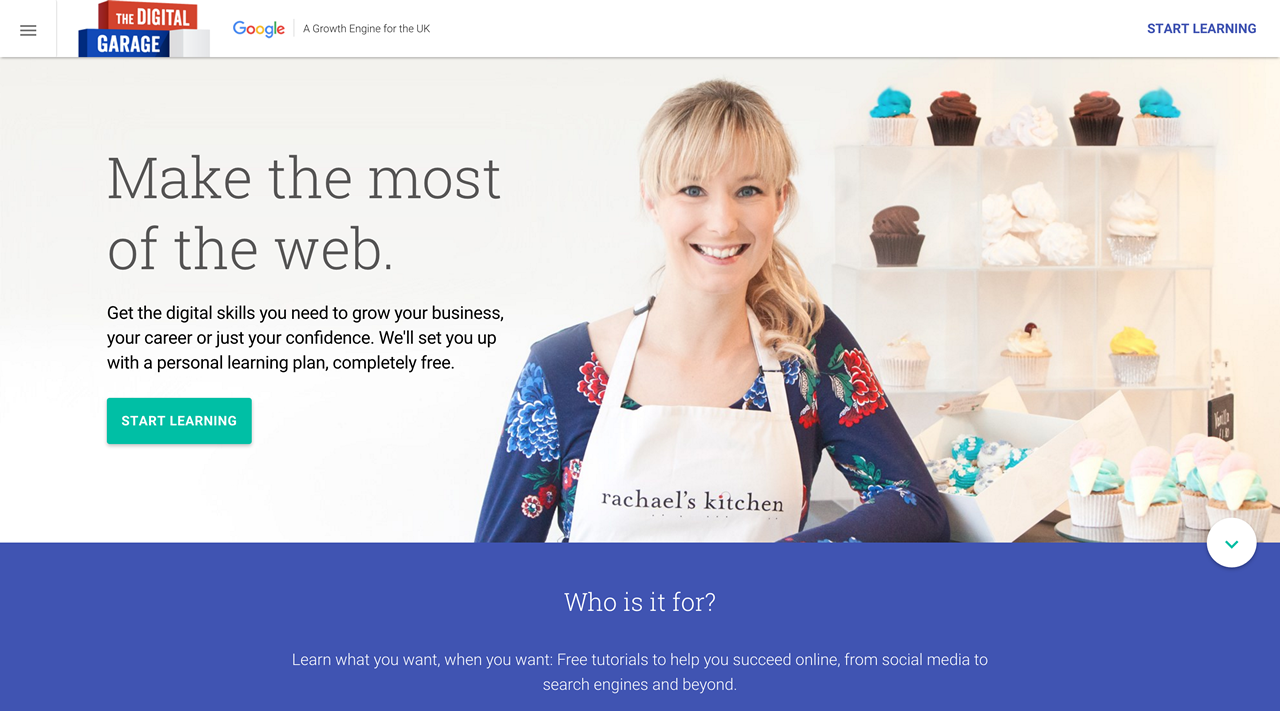 THE DIGITAL
GARAGE
Google
A Growth Engine for the UK
START LEARNING
Make the most
of the web.
Get the digital skills you need to grow your business,
your career or just your confidence. We'll set you up
with a personal learning plan, completely free.
START LEARNING
rachael's kitchen
Vanilla
Who is it for?
Learn what you want, when you want: Free tutorials to help you succeed online, from social media to
search engines and beyond.